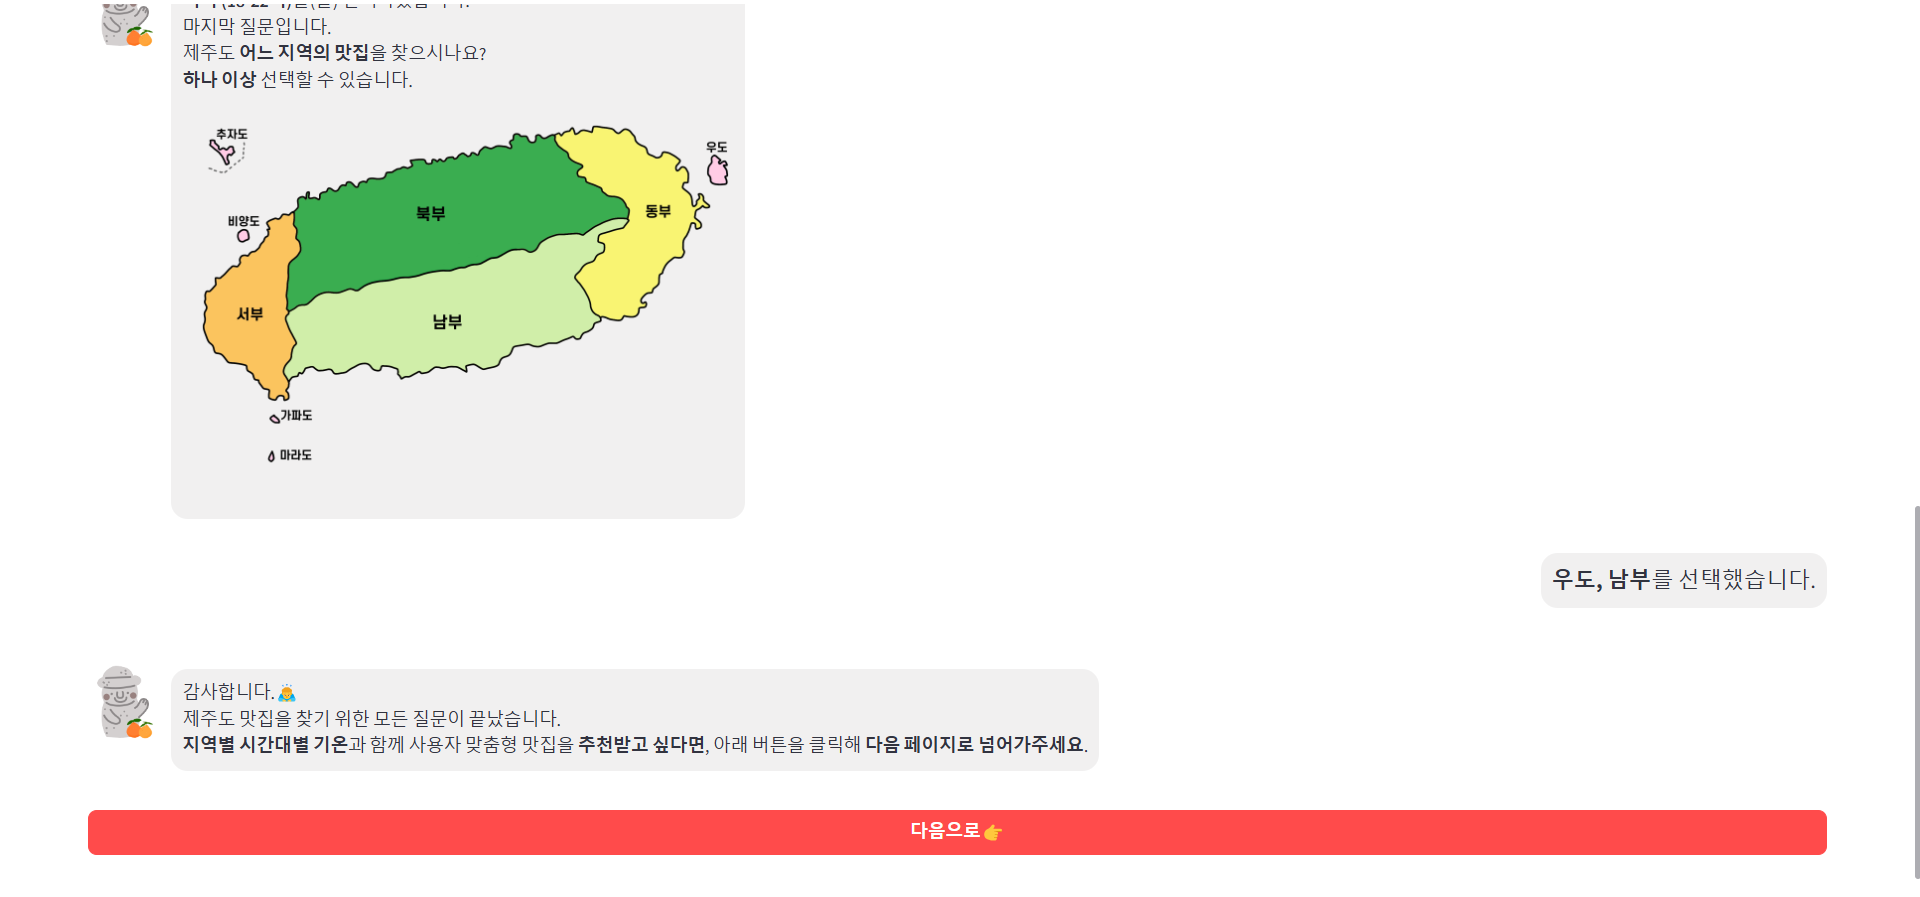 마지막 질문입니다.
제주도 어느 지역의 맛집을 찾으시나요?
하나 이상 선택할 수 있습니다.
추자도
우도
비양도
북부
동부
서부
남부
가파도
마라도
우도, 남부를 선택했습니다.
감사합니다.🙇
제주도 맛집을 찾기 위한 모든 질문이 끝났습니다.
지역별 시간대별 기온과 함께 사용자 맞춤형 맛집을 추천받고 싶다면, 아래 버튼을 클릭해 다음 페이지로 넘어가주세요.
다음으로👉